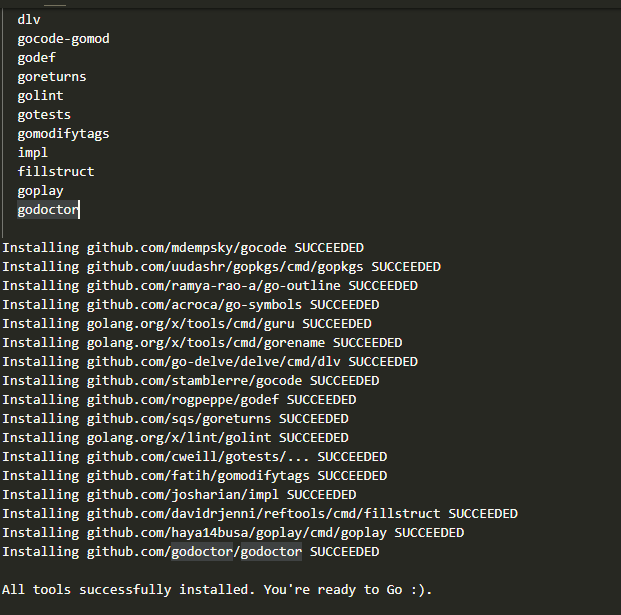 dlv
gocode-gomod
godef
goreturns
golint
gotests
gomodifytags
impl
fillstruct
goplay
godoctor
Installing github.com/mdempsky/gocode SUCCEEDED
Installing github.com/uudashr/gopkgs/cmd/gopkgs SUCCEEDED
Installing github.com/ramya-rao-a/go-outline SUCCEEDED
Installing github.com/acroca/go-symbols SUCCEEDED
Installing golang.org/x/tools/cmd/guru SUCCEEDED
Installing golang.org/x/tools/cmd/gorename SUCCEEDED
Installing github.com/go-delve/delve/cmd/dlv SUCCEEDED
Installing github.com/stamblerre/gocode SUCCEEDED
Installing github.com/rogpeppe/godef SUCCEEDED
Installing github.com/sqs/goreturns SUCCEEDED
Installing golang.org/x/lint/golint SUCCEEDED
Installing github.com/cweill/gotests/... SUCCEEDED
Installing github.com/fatih/gomodifytags SUCCEEDED
Installing github.com/josharian/impl SUCCEEDED
Installing github.com/davidrjenni/reftools/cmd/fillstruct SUCCEEDED
Installing github.com/haya14busa/goplay/cmd/goplay SUCCEEDED
Installing github.com/godoctor/godoctor SUCCEEDED
All tools successfully installed. You're ready to Go :).